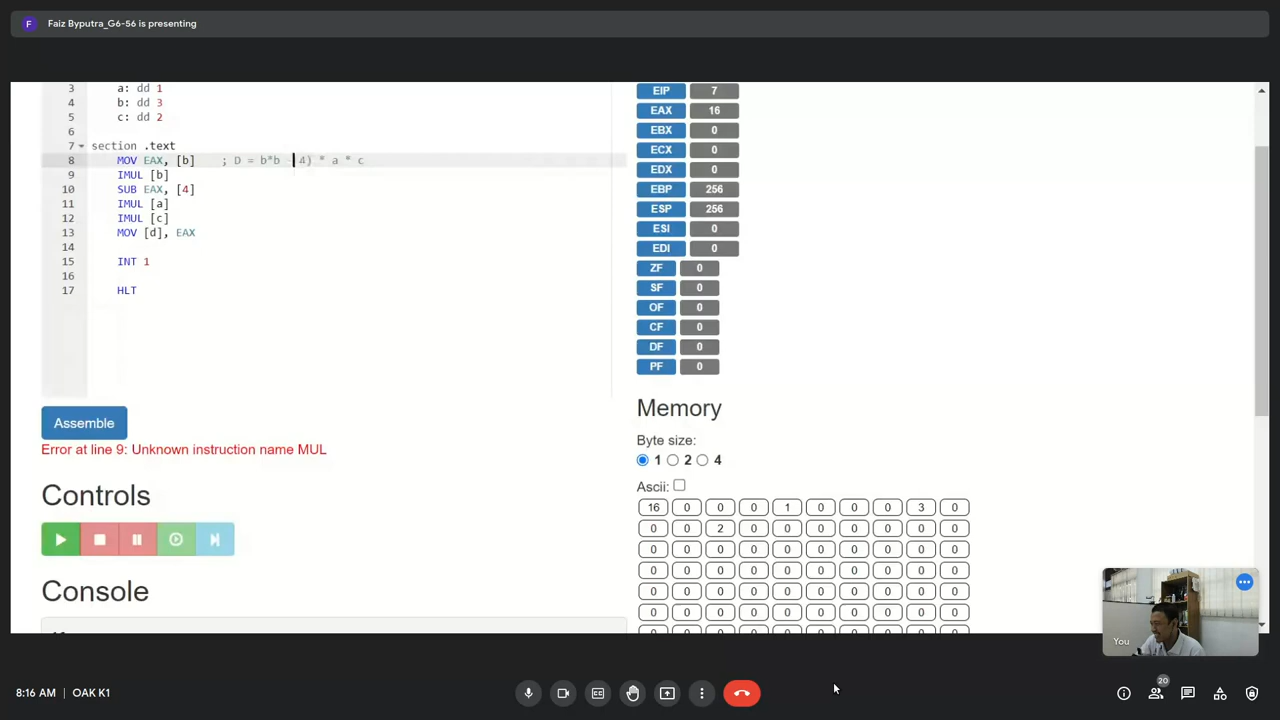 F Faiz Byputra_G6-56 is presenting
3 a: dd 1
4 b: dd 3
5 c: dd 2
6
7 section .text
8 MOV EAX, [b] ; D = b*b 4) * a * c
9 IMUL [b]
10 SUB EAX, [4]
11 IMUL [a]
12 IMUL [c]
13 MOV [d], EAX
14
15 INT 1
16
17 HLT
Assemble
Error at line 9: Unknown instruction name MUL
Controls
Console
EIP 7
EAX 16
EBX 0
ECX 0
EDX 0
EBP 256
ESP 256
ESI 0
EDI 0
ZF 0
SF 0
OF 0
CF 0
DF 0
PF 0
Memory
Byte size:
1 2 4
Ascii:
16 0 0 0 1 0 0 0 3 0
0 0 2 0 0 0 0 0 0 0
0 0 0 0 0 0 0 0 0 0
0 0 0 0 0 0 0 0 0 0
0 0 0 0 0 0 0 0 0 0
0 0 0 0 0 0 0 0 0 0
You
8:16 AM | OAK K1
20